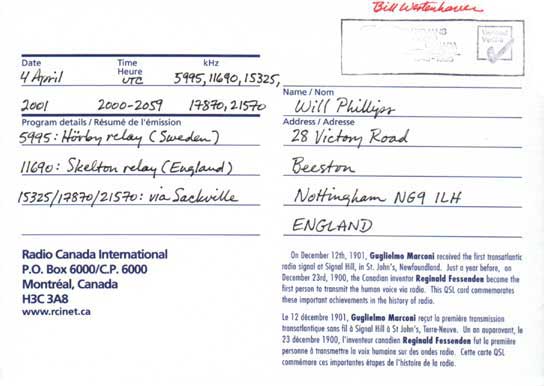 Bill Westenhaver
Verified
Vérifié
Date
Time
Heure
UTC
kHz
4 April
5995, 11690, 15325,
2001
2000-2059
17870, 21570
Program details / Résumé de l'émission
5995: Hörby relay (Sweden)
11690: Skelton relay (England)
15325/17870/21570: via Sackville
Name / Nom
Will Phillips
Address / Adresse
28 Victory Road
Beeston
Nottingham NG9 1LH
ENGLAND
Radio Canada International
P.O. Box 6000/C.P. 6000
Montréal, Canada
H3C 3A8
www.rcinet.ca
On December 12th, 1901, Guglielmo Marconi received the first transatlantic
radio signal at Signal Hill, in St. John's, Newfoundland. Just a year before, on
December 23rd, 1900, the Canadian inventor Reginald Fessenden became the
first person to transmit the human voice via radio. This QSL card commemorates
these important achievements in the history of radio.
Le 12 décembre 1901, Guglielmo Marconi reçut la première transmission
transatlantique sans fil à Signal Hill à St John's, Terre-Neuve. Un an auparavant, le
23 décembre 1900, l'inventeur canadien Reginald Fessenden fut la première
personne à transmettre la voix humaine sur des ondes radio. Cette carte QSL
commémore ces importantes étapes de l'histoire de la radio.